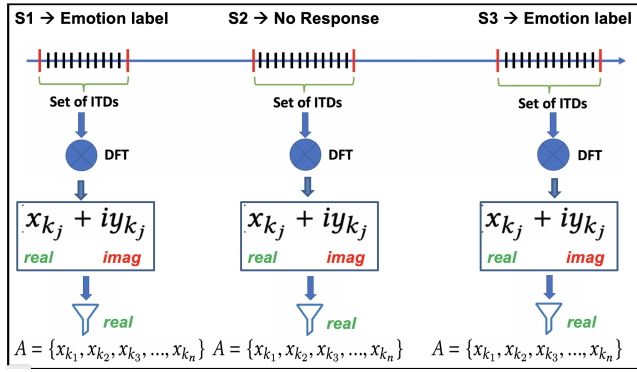 S1 → Emotion label S2 → No Response S3 → Emotion label
Set of ITDs Set of ITDs Set of ITDs
DFT DFT DFT
x_{k_j} + iy_{k_j} x_{k_j} + iy_{k_j} x_{k_j} + iy_{k_j}
real imag real imag real imag
real real real
A = {x_{k_1}, x_{k_2}, x_{k_3}, ..., x_{k_n}} A = {x_{k_1}, x_{k_2}, x_{k_3}, ..., x_{k_n}} A = {x_{k_1}, x_{k_2}, x_{k_3}, ..., x_{k_n}}